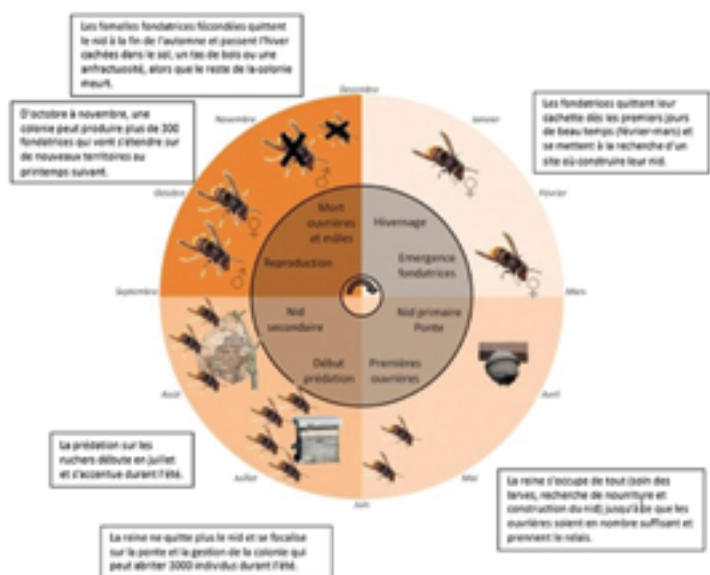 Les femelles fondatrices fécondées quittent
le nid à la fin de l'automne et passent l'hiver
cachées dans le sol, un tas de bois ou une
anfractuosité, alors que le reste de la colonie
meurt.
D'octobre à novembre, une
colonie peut produire plus de 300
fondatrices qui vont s'étendre sur
de nouveaux territoires au
printemps suivant.
Les fondatrices quittent leur
cachette dès les premiers jours
de beau temps (février-mars) et
se mettent à la recherche d'un
site où construire leur nid.
Décembre
Janvier
Février
Mars
Avril
Mai
Juin
Juillet
Août
Septembre
Octobre
Novembre
Mort
ouvrières
et mâles
Hivernage
Reproduction
Emergence
fondatrices
Nid
secondaire
Nid primaire
Ponte
Début
prédation
Premières
ouvrières
La prédation sur les
ruchers débute en juillet
et s'accentue durant l'été.
La reine s'occupe de tout (soin des
larves, recherche de nourriture et
construction du nid) jusqu'à ce que les
ouvrières soient en nombre suffisant et
prennent le relais.
La reine ne quitte plus le nid et se focalise
sur la ponte et la gestion de la colonie qui
peut abriter 3000 individus durant l'été.